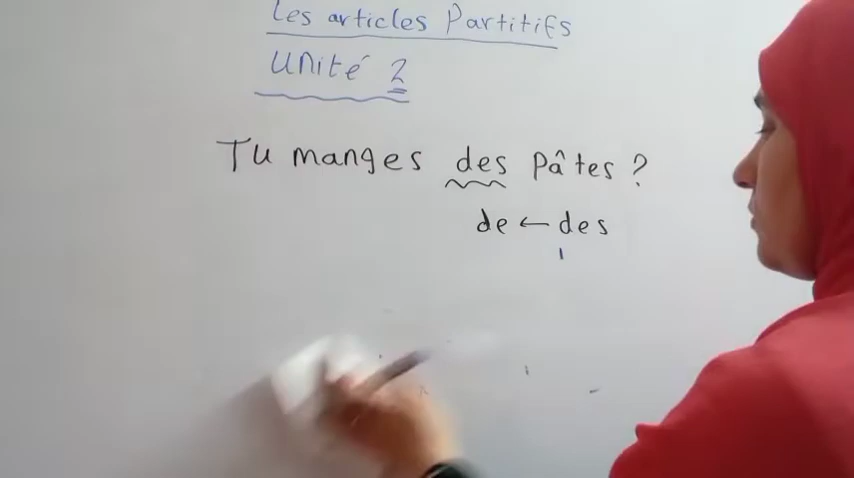 Les articles Partitifs
Unité 2
Tu manges des Pâtes ?
de ← des